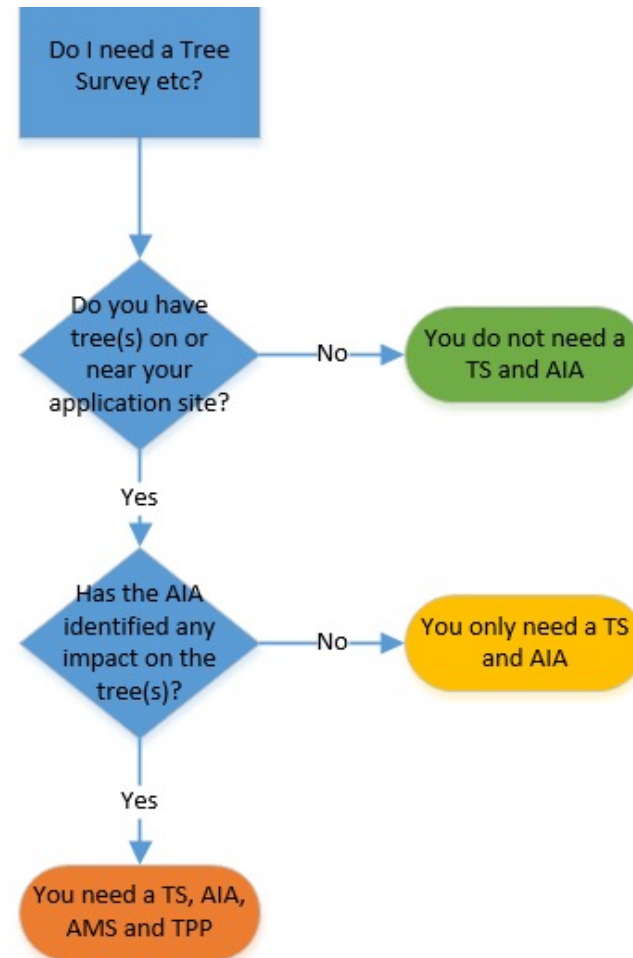 Do I need a Tree
Survey etc?
Do you have
tree(s) on or
near your
application site?
No
You do not need a
TS and AIA
Yes
Has the AIA
identified any
impact on the
tree(s)?
No
You only need a TS
and AIA
Yes
You need a TS, AIA,
AMS and TPP